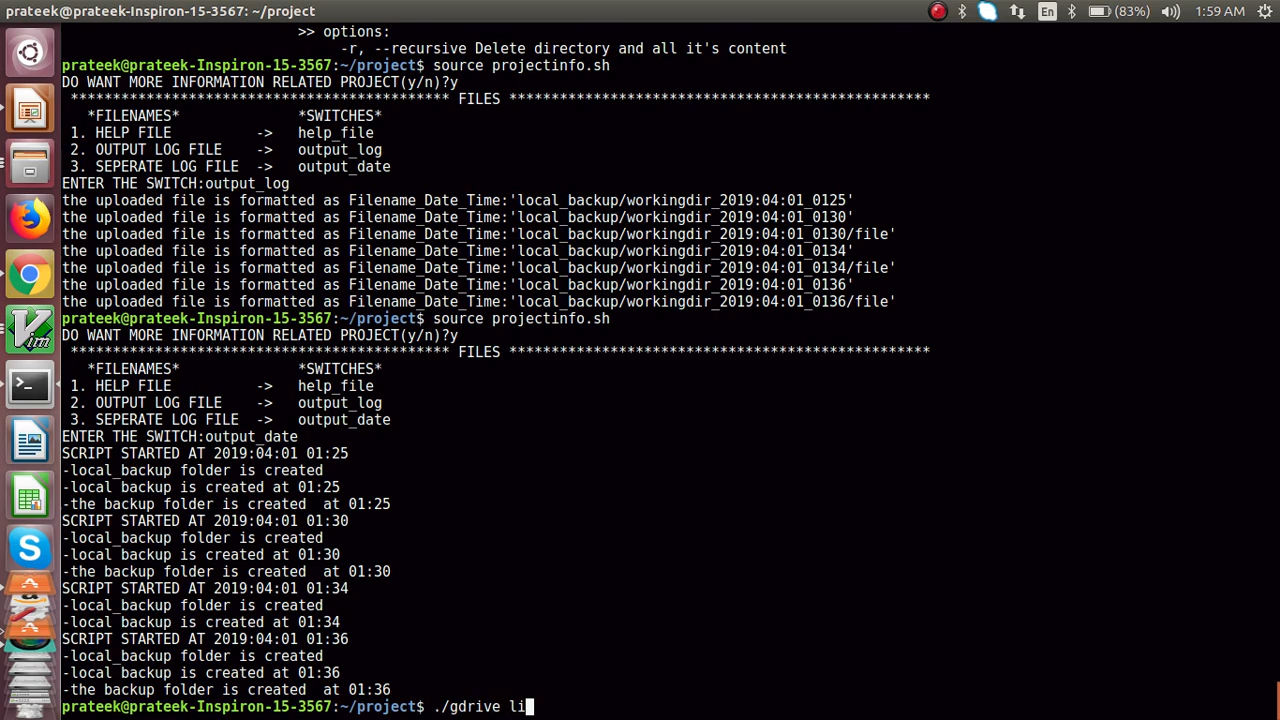 prateek@prateek-Inspiron-15-3567: ~/project
En
(83%)
1:59 AM
>> options:
-r, --recursive Delete directory and all it's content
prateek@prateek-Inspiron-15-3567:~/project$ source projectinfo.sh
DO WANT MORE INFORMATION RELATED PROJECT(y/n)?y
********************************************* FILES **************************************************
*FILENAMES* *SWITCHES*
1. HELP FILE -> help_file
2. OUTPUT LOG FILE -> output_log
3. SEPERATE LOG FILE -> output_date
ENTER THE SWITCH:output_log
the uploaded file is formatted as Filename_Date_Time:'local_backup/workingdir_2019:04:01_0125'
the uploaded file is formatted as Filename_Date_Time:'local_backup/workingdir_2019:04:01_0130'
the uploaded file is formatted as Filename_Date_Time:'local_backup/workingdir_2019:04:01_0130/file'
the uploaded file is formatted as Filename_Date_Time:'local_backup/workingdir_2019:04:01_0134'
the uploaded file is formatted as Filename_Date_Time:'local_backup/workingdir_2019:04:01_0134/file'
the uploaded file is formatted as Filename_Date_Time:'local_backup/workingdir_2019:04:01_0136'
the uploaded file is formatted as Filename_Date_Time:'local_backup/workingdir_2019:04:01_0136/file'
prateek@prateek-Inspiron-15-3567:~/project$ source projectinfo.sh
DO WANT MORE INFORMATION RELATED PROJECT(y/n)?y
********************************************* FILES **************************************************
*FILENAMES* *SWITCHES*
1. HELP FILE -> help_file
2. OUTPUT LOG FILE -> output_log
3. SEPERATE LOG FILE -> output_date
ENTER THE SWITCH:output_date
SCRIPT STARTED AT 2019:04:01 01:25
-local_backup folder is created
-local_backup is created at 01:25
-the backup folder is created  at 01:25
SCRIPT STARTED AT 2019:04:01 01:30
-local_backup folder is created
-local_backup is created at 01:30
-the backup folder is created  at 01:30
SCRIPT STARTED AT 2019:04:01 01:34
-local_backup folder is created
-local_backup is created at 01:34
SCRIPT STARTED AT 2019:04:01 01:36
-local_backup folder is created
-local_backup is created at 01:36
-the backup folder is created  at 01:36
prateek@prateek-Inspiron-15-3567:~/project$ ./gdrive li